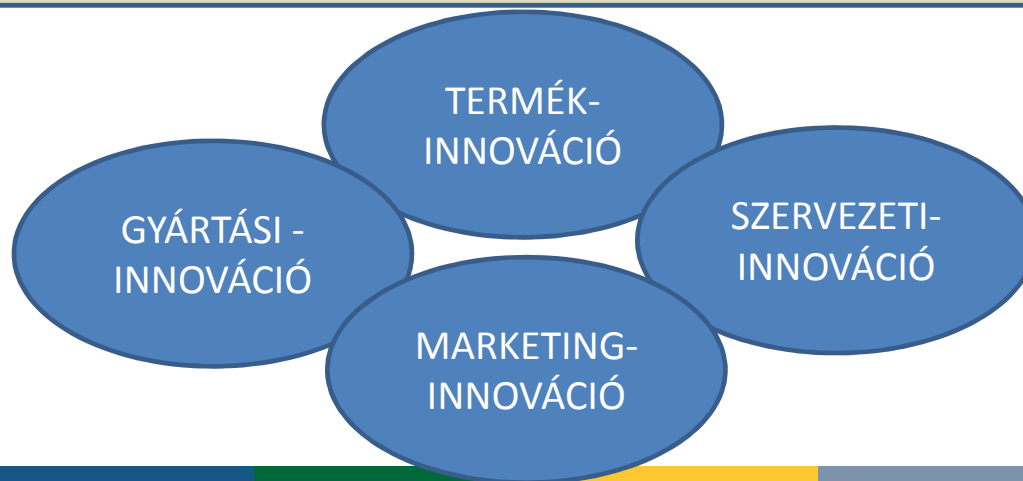 TERMÉK-
INNOVÁCIÓ
GYÁRTÁSI -
INNOVÁCIÓ
SZERVEZETI-
INNOVÁCIÓ
MARKETING-
INNOVÁCIÓ